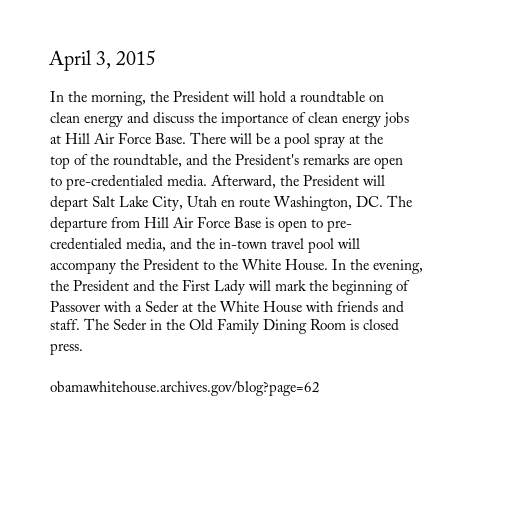 April 3, 2015
In the morning, the President will hold a roundtable on
clean energy and discuss the importance of clean energy jobs
at Hill Air Force Base. There will be a pool spray at the
top of the roundtable, and the President's remarks are open
to pre-credentialed media. Afterward, the President will
depart Salt Lake City, Utah en route Washington, DC. The
departure from Hill Air Force Base is open to pre-
credentialed media, and the in-town travel pool will
accompany the President to the White House. In the evening,
the President and the First Lady will mark the beginning of
Passover with a Seder at the White House with friends and
staff. The Seder in the Old Family Dining Room is closed
press.
obamawhitehouse.archives.gov/blog?page=62